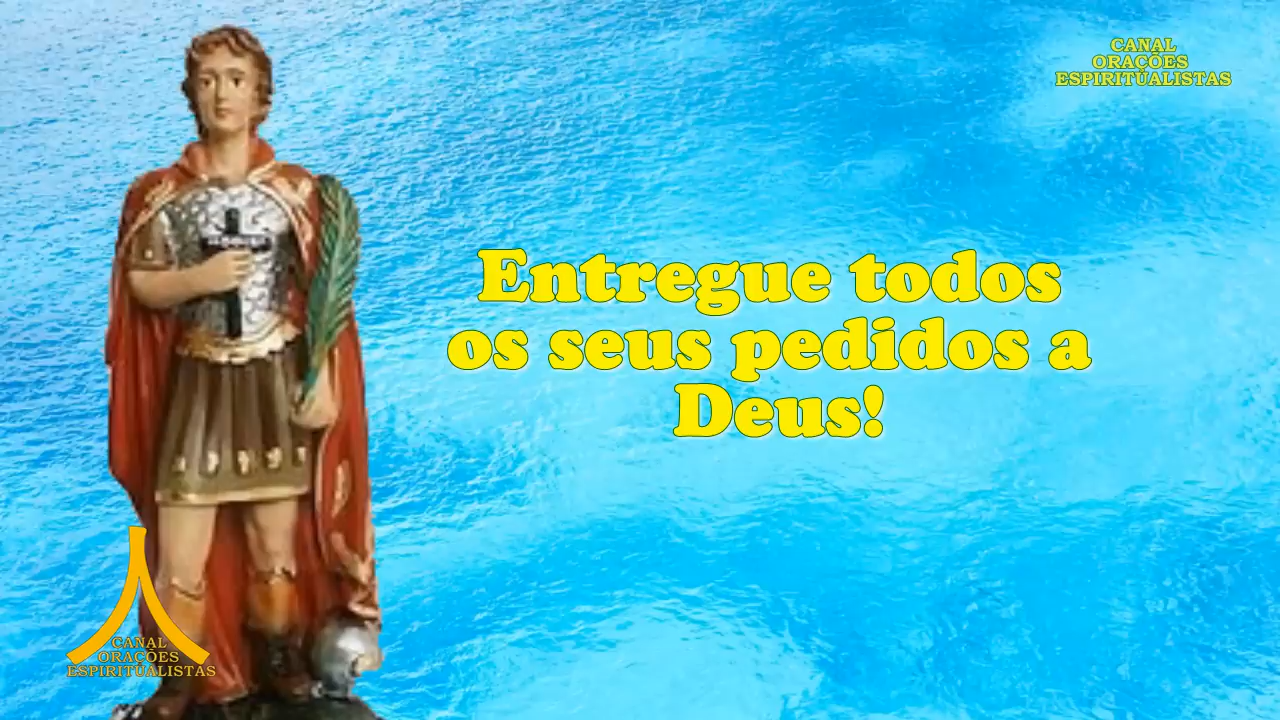 CANAL
ORAÇÕES
ESPIRITUALISTAS
Entregue todos
os seus pedidos a
Deus!
CANAL
ORAÇÕES
ESPIRITUALISTAS